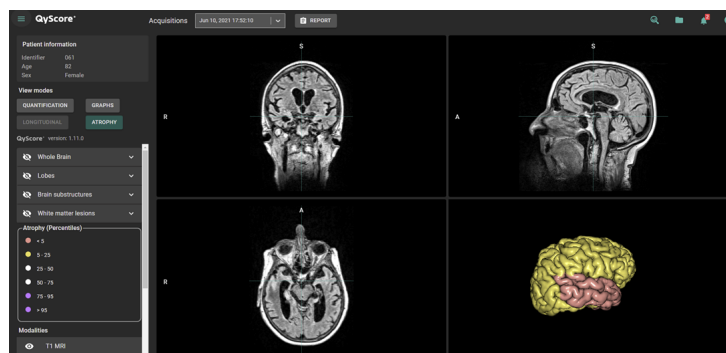 QyScore
Acquisitions
Jun 10, 2021 17:52:10
REPORT
2
Patient information
Identifier 061
Age 82
Sex Female
View modes
QUANTIFICATION GRAPHS
LONGITUDINAL ATROPHY
QyScore version: 1.11.0
Whole Brain
Lobes
Brain substructures
White matter lesions
Atrophy (Percentiles)
< 5
5 - 25
25 - 50
50 - 75
75 - 95
> 95
Modalities
T1 MRI
S
R
S
A
A
R